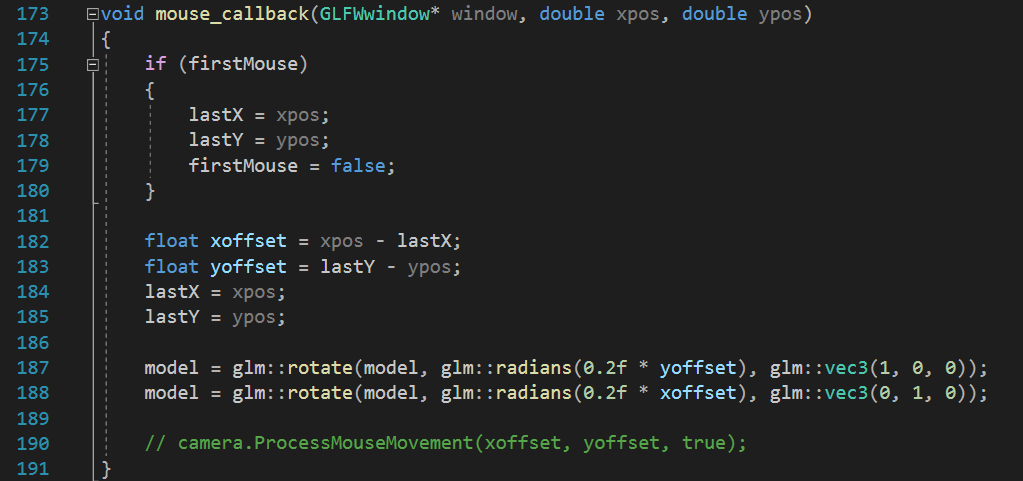 173 void mouse_callback(GLFWwindow* window, double xpos, double ypos)
174 {
175     if (firstMouse)
176     {
177         lastX = xpos;
178         lastY = ypos;
179         firstMouse = false;
180     }
181
182     float xoffset = xpos - lastX;
183     float yoffset = lastY - ypos;
184     lastX = xpos;
185     lastY = ypos;
186
187     model = glm::rotate(model, glm::radians(0.2f * yoffset), glm::vec3(1, 0, 0));
188     model = glm::rotate(model, glm::radians(0.2f * xoffset), glm::vec3(0, 1, 0));
189
190     // camera.ProcessMouseMovement(xoffset, yoffset, true);
191 }